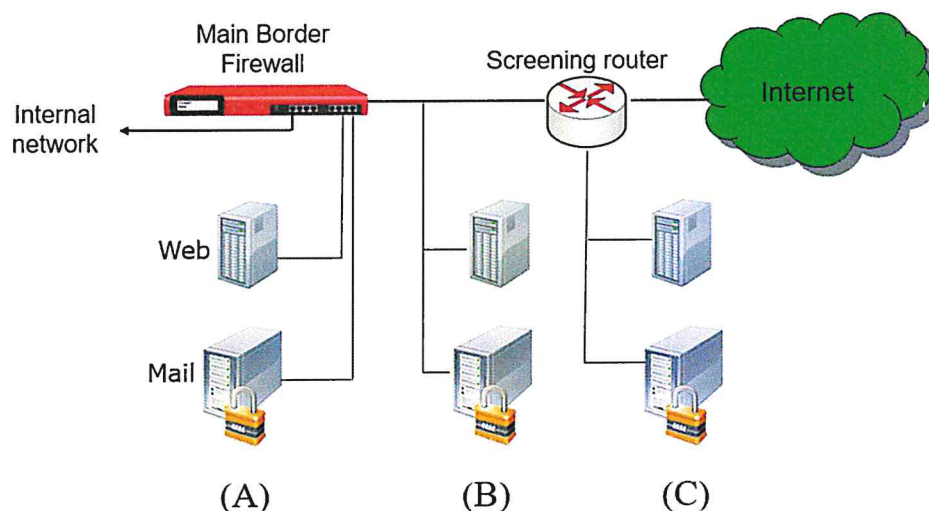 Main Border
Firewall
Screening router
Internet
Internal
network
Web
Mail
(A)
(B)
(C)